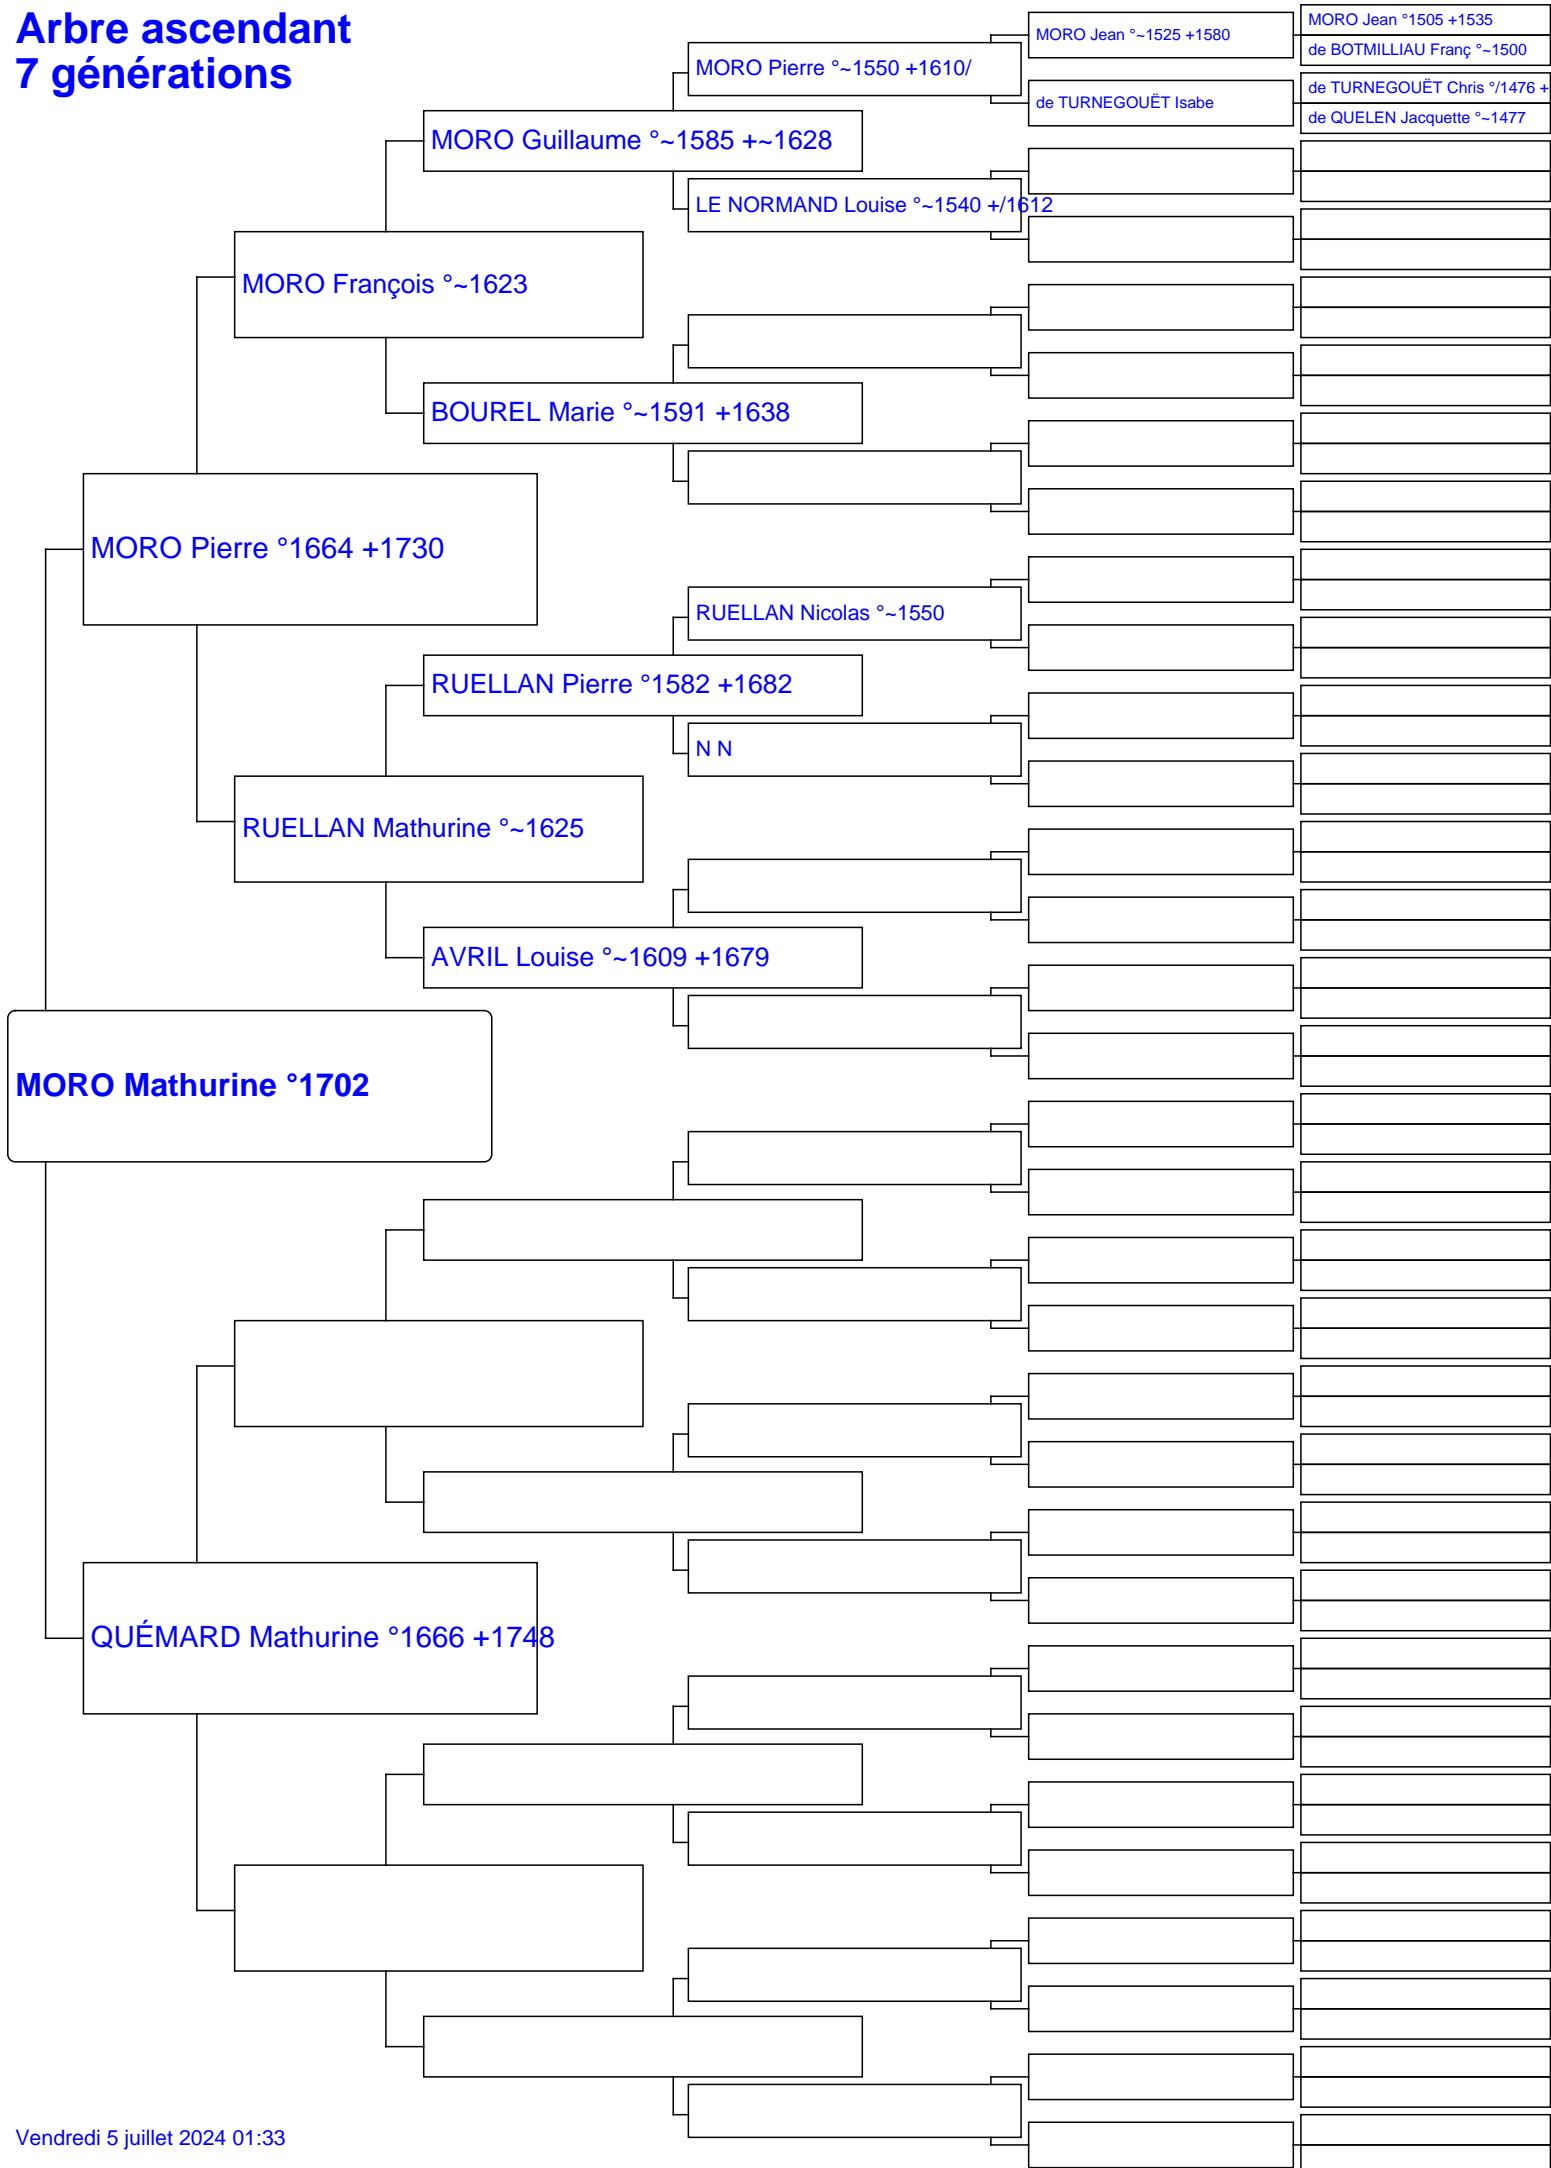 Arbre ascendant
7 générations
MORO Jean °1505 +1535
MORO Jean °~1525 +1580
de BOTMILLIAU Franç °~1500
MORO Pierre °~1550 +1610/
de TURNEGOUËT Chris °/1476 +
de TURNEGOUËT Isabe
de QUELEN Jacquette °~1477
MORO Guillaume °~1585 +~1628
LE NORMAND Louise °~1540 +/1612
MORO François °~1623
BOUREL Marie °~1591 +1638
MORO Pierre °1664 +1730
RUELLAN Nicolas °~1550
RUELLAN Pierre °1582 +1682
N N
RUELLAN Mathurine °~1625
AVRIL Louise °~1609 +1679
MORO Mathurine °1702
QUÉMARD Mathurine °1666 +1748
Vendredi 5 juillet 2024 01:33